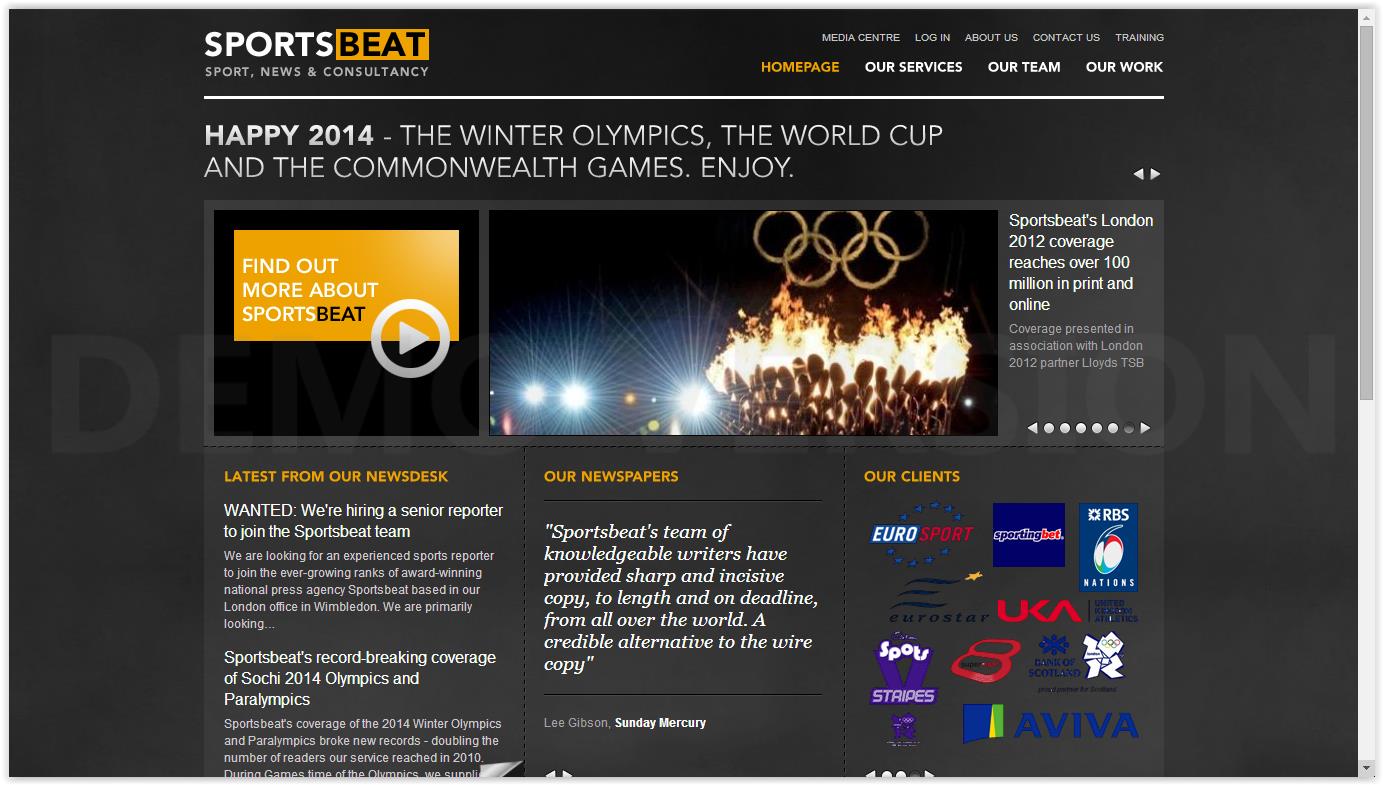 SPORTSBEAT
SPORT, NEWS & CONSULTANCY
MEDIA CENTRE LOG IN ABOUT US CONTACT US TRAINING
HOMEPAGE OUR SERVICES OUR TEAM OUR WORK
HAPPY 2014 - THE WINTER OLYMPICS, THE WORLD CUP
AND THE COMMONWEALTH GAMES. ENJOY.
FIND OUT
MORE ABOUT
SPORTSBEAT
Sportsbeat's London
2012 coverage
reaches over 100
million in print and
online
Coverage presented in
association with London
2012 partner Lloyds TSB
DEMO VERSION
LATEST FROM OUR NEWSDESK
WANTED: We're hiring a senior reporter
to join the Sportsbeat team
We are looking for an experienced sports reporter
to join the ever-growing ranks of award-winning
national press agency Sportsbeat based in our
London office in Wimbledon. We are primarily
looking...
Sportsbeat's record-breaking coverage
of Sochi 2014 Olympics and
Paralympics
Sportsbeat's coverage of the 2014 Winter Olympics
and Paralympics broke new records - doubling the
number of readers our service reached in 2010.
During Games time of the Olympics, we
OUR NEWSPAPERS
"Sportsbeat's team of
knowledgeable writers have
provided sharp and incisive
copy, to length and on deadline,
from all over the world. A
credible alternative to the wire
copy"
Lee Gibson, Sunday Mercury
OUR CLIENTS
EUROSPORT
sportingbet
RBS
6
NATIONS
eurostar
UKA
UNITED
KINGDOM
ATHLETICS
Spots
V
STRIPES
super
8
BANK OF
SCOTLAND
proud partner for Scotland
AVIVA